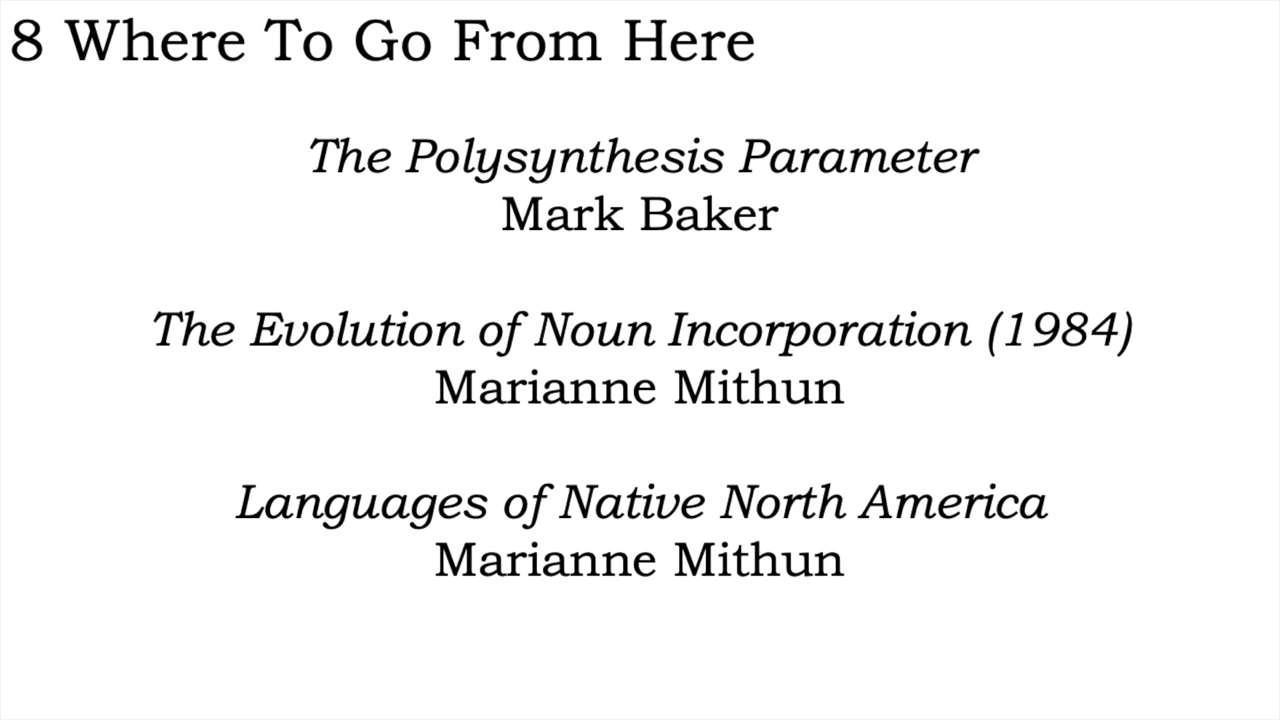 8 Where To Go From Here
The Polysynthesis Parameter
Mark Baker
The Evolution of Noun Incorporation (1984)
Marianne Mithun
Languages of Native North America
Marianne Mithun